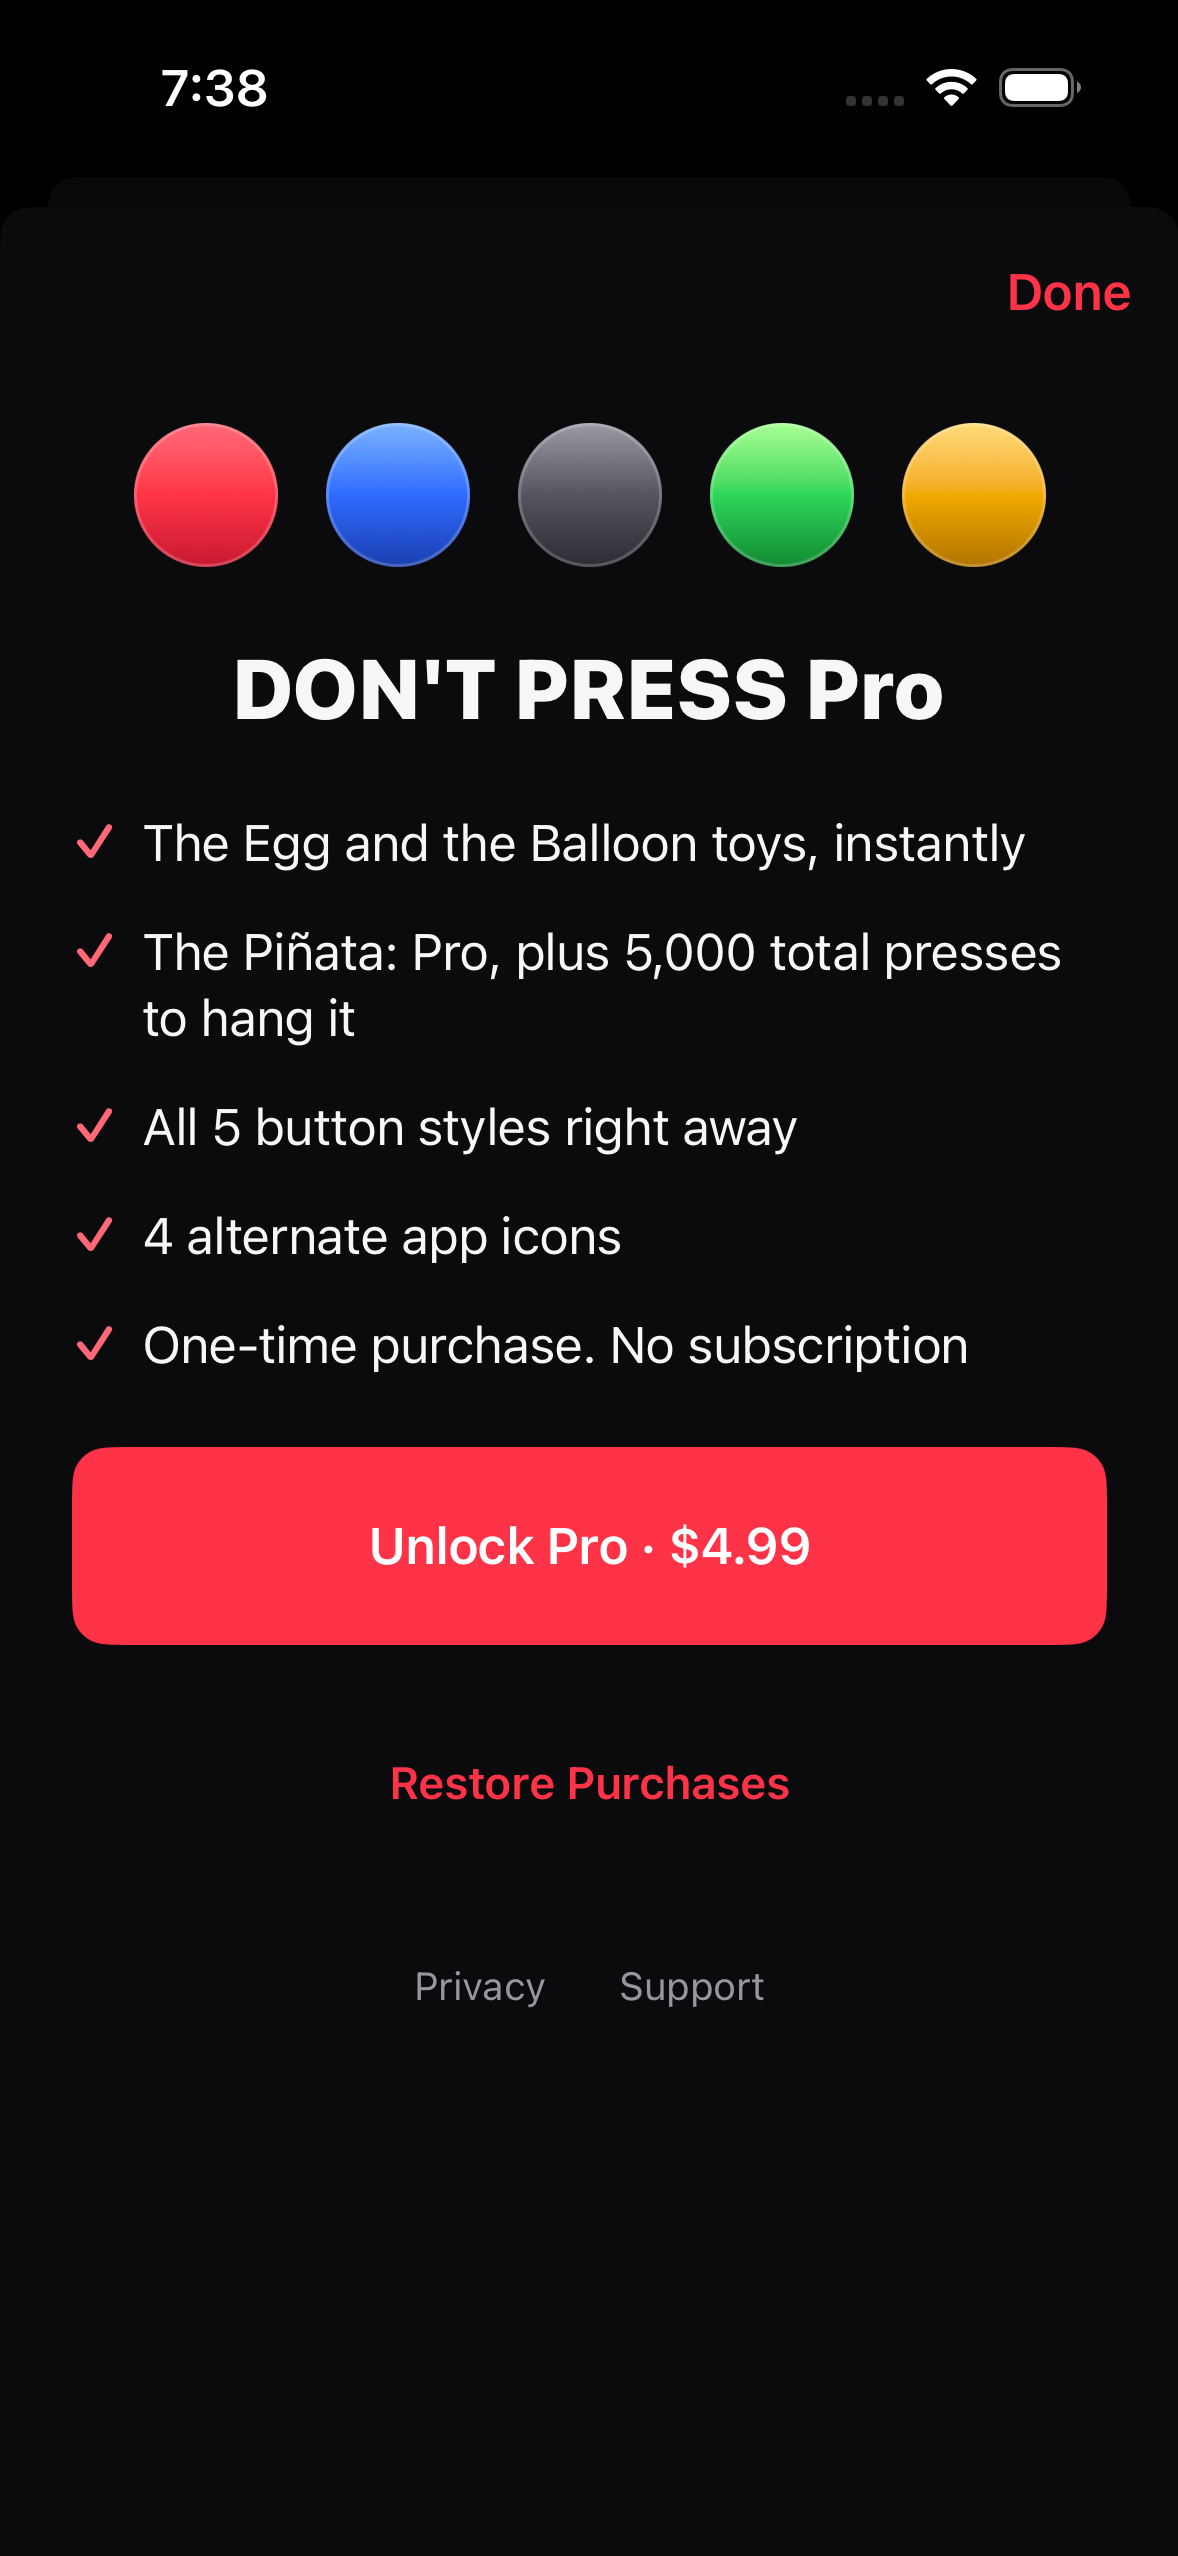 7:38
Done
DON'T PRESS Pro
The Egg and the Balloon toys, instantly
The Piñata: Pro, plus 5,000 total presses
to hang it
All 5 button styles right away
4 alternate app icons
One-time purchase. No subscription
Unlock Pro · $4.99
Restore Purchases
Privacy Support